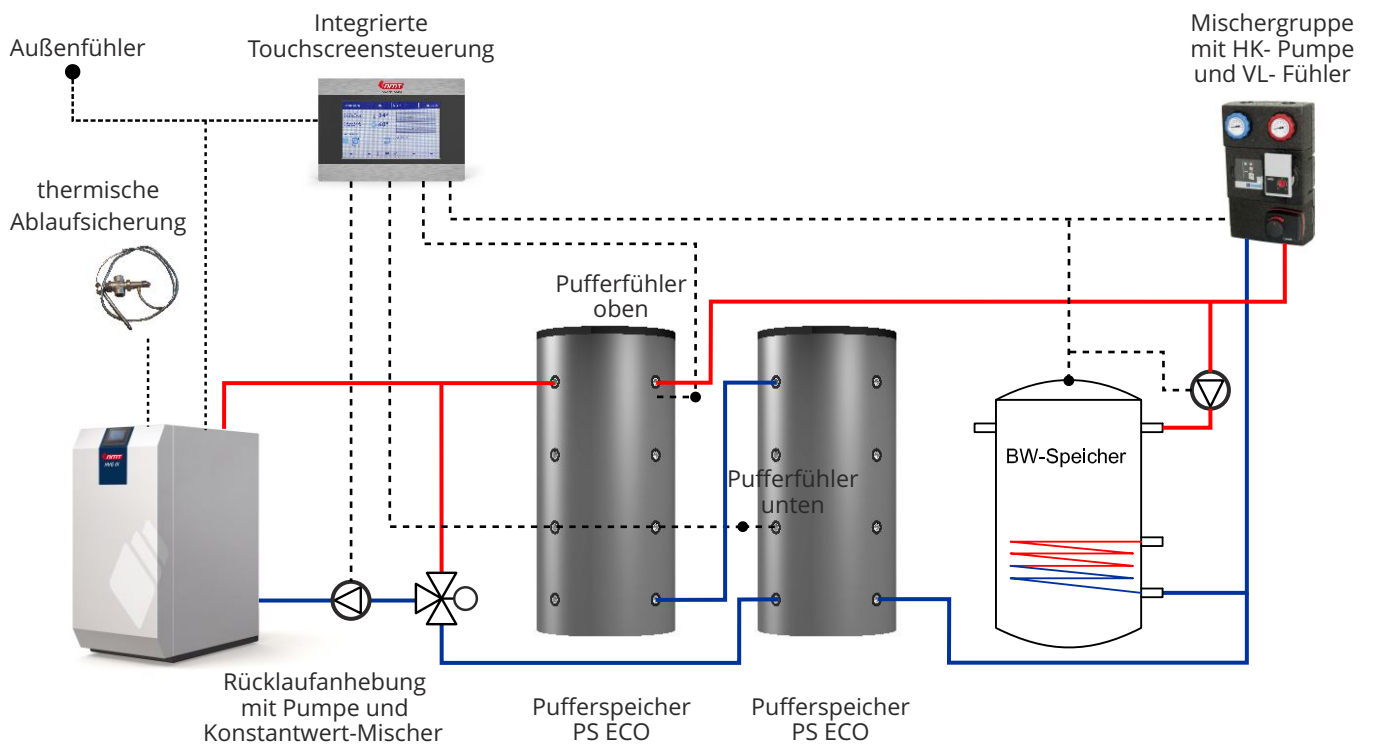 Außenfühler
Integrierte
Touchscreensteuerung
Mischergruppe
mit HK- Pumpe
und VL- Fühler
thermische
Ablaufsicherung
Pufferfühler
oben
Pufferfühler
unten
BW-Speicher
Rücklaufanhebung
mit Pumpe und
Konstantwert-Mischer
Pufferspeicher
PS ECO
Pufferspeicher
PS ECO